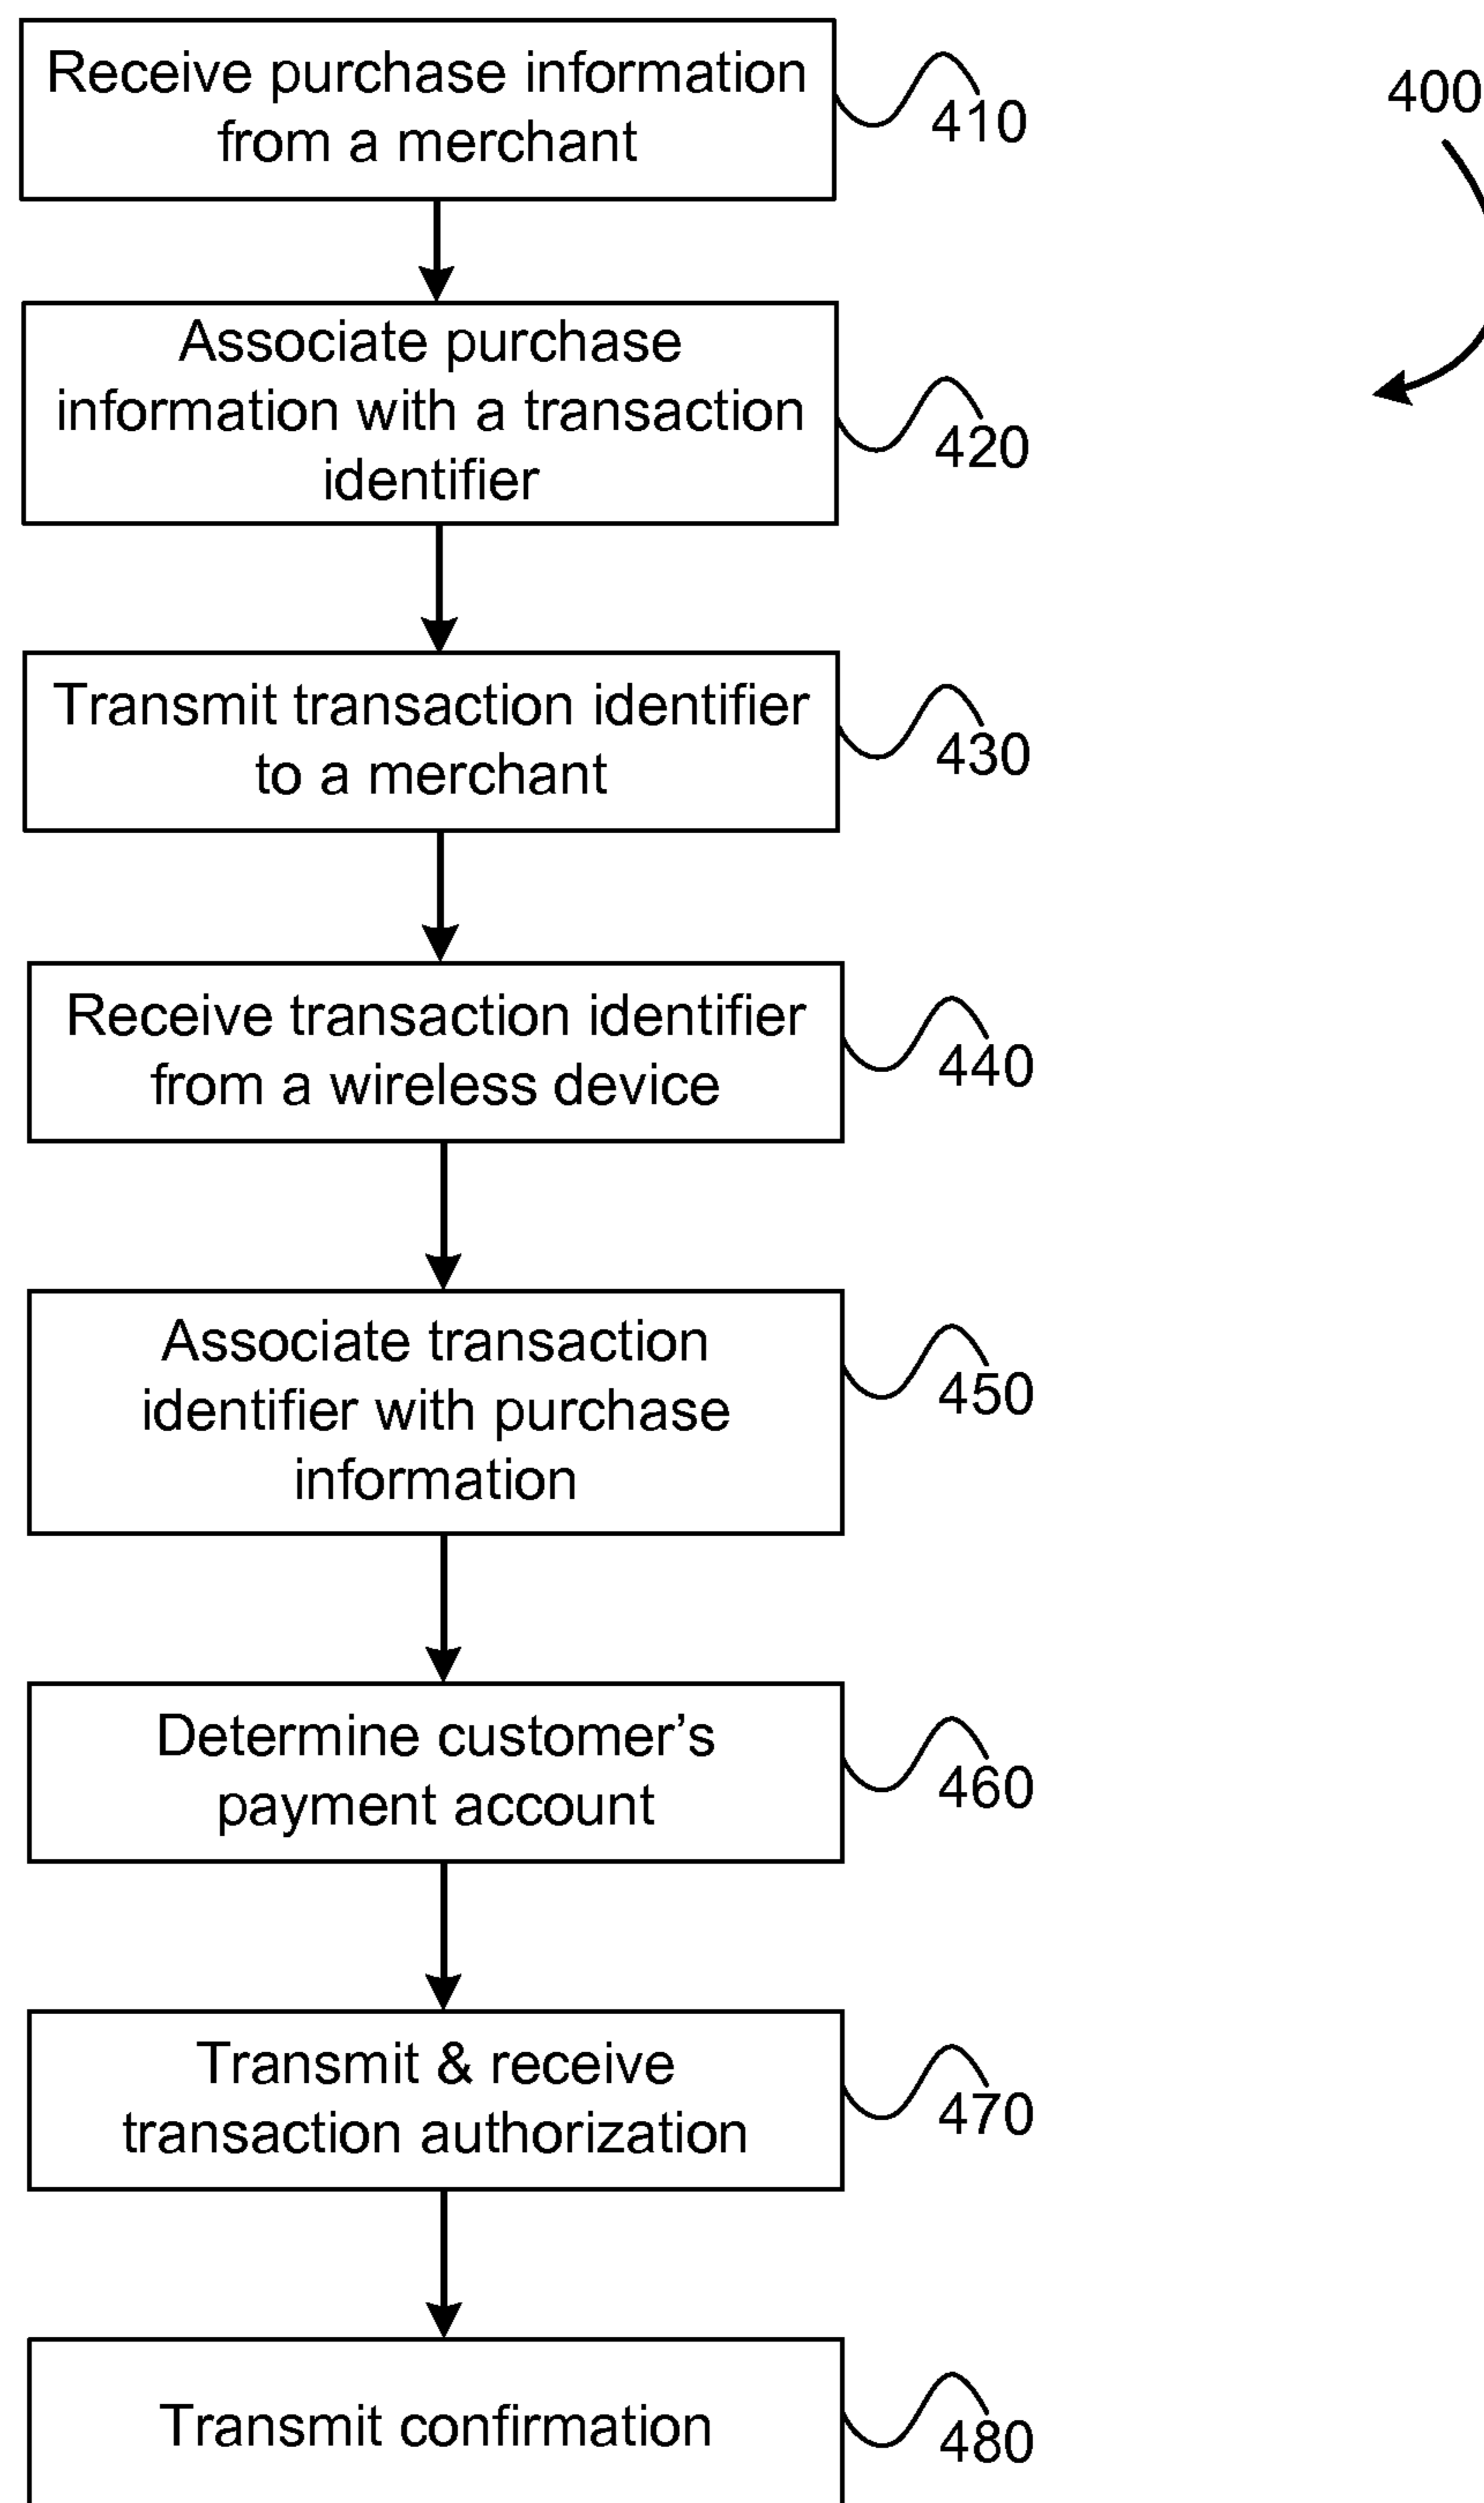 Receive purchase information
from a merchant
410
400
Associate purchase
information with a transaction
identifier
420
Transmit transaction identifier
to a merchant
430
Receive transaction identifier
from a wireless device
440
Associate transaction
identifier with purchase
information
450
Determine customer’s
payment account
460
Transmit & receive
transaction authorization
470
Transmit confirmation
480